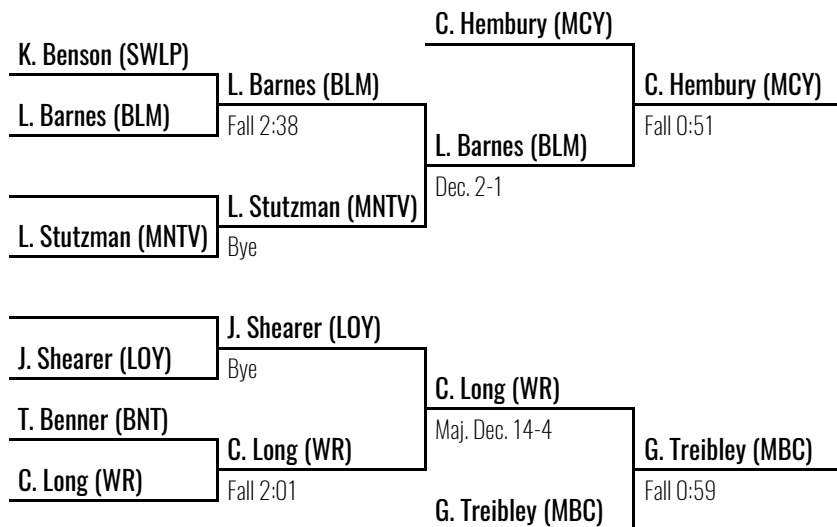 C. Hembury (MCY)
K. Benson (SWLP)
L. Barnes (BLM)
C. Hembury (MCY)
L. Barnes (BLM)
Fall 2:38
Fall 0:51
L. Barnes (BLM)
Dec. 2-1
L. Stutzman (MNTV)
L. Stutzman (MNTV)
Bye
J. Shearer (LOY)
J. Shearer (LOY)
Bye
C. Long (WR)
T. Benner (BNT)
Maj. Dec. 14-4
C. Long (WR)
G. Treibley (MBC)
C. Long (WR)
Fall 2:01
Fall 0:59
G. Treibley (MBC)